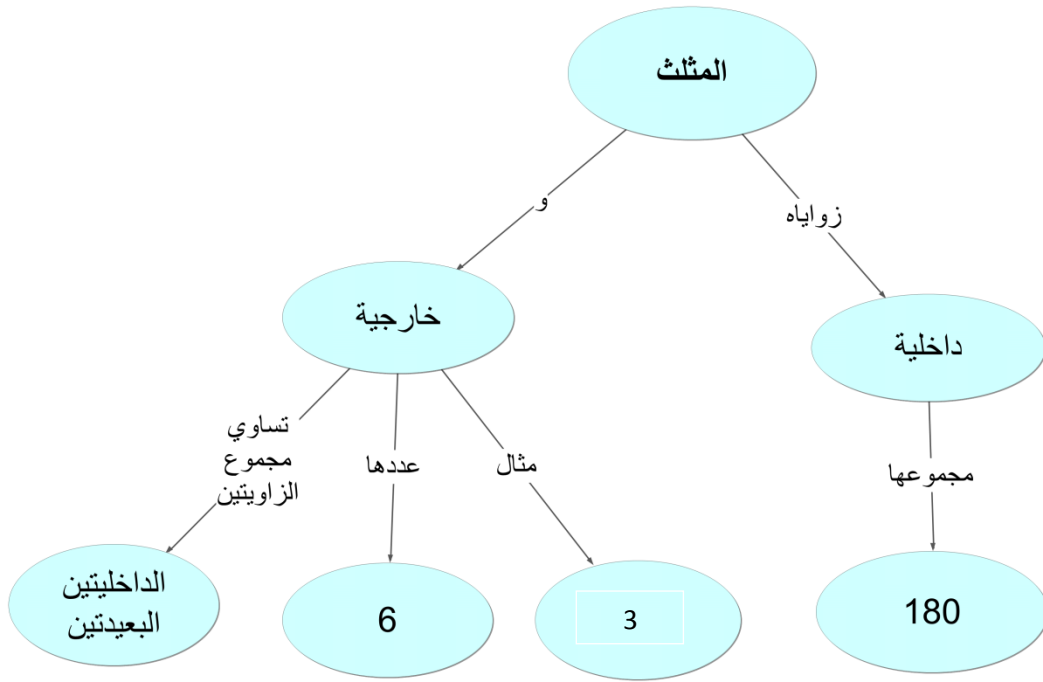 المثلث
زواياه
و
خارجية
داخلية
تساوي
مجموع
الزاويتين
عددها
مثال
مجموعها
الداخليتين
البعيدتين
6
3
180